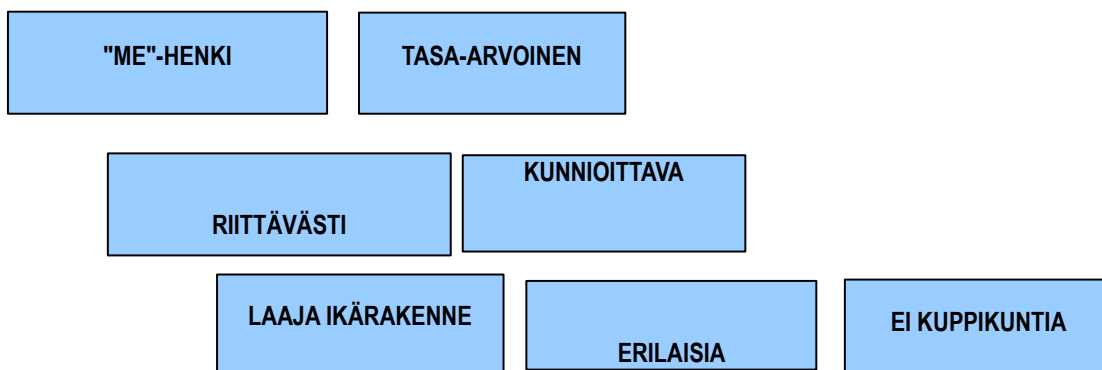 "ME"-HENKI
TASA-ARVOINEN
RIITTÄVÄSTI
KUNNIOITTAVA
LAAJA IKÄRAKENNE
ERILAISIA
EI KUPPIKUNTIA